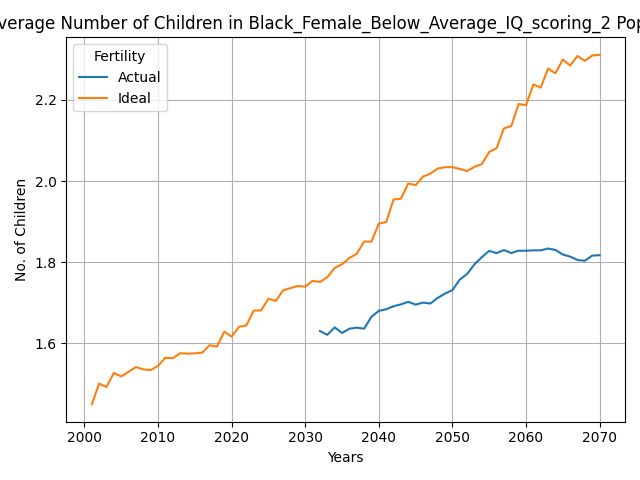 verage Number of Children in Black_Female_Below_Average_IQ_scoring_2 Pop
Fertility
Actual
Ideal
No. of Children
2.2
2.0
1.8
1.6
2000 2010 2020 2030 2040 2050 2060 2070
Years